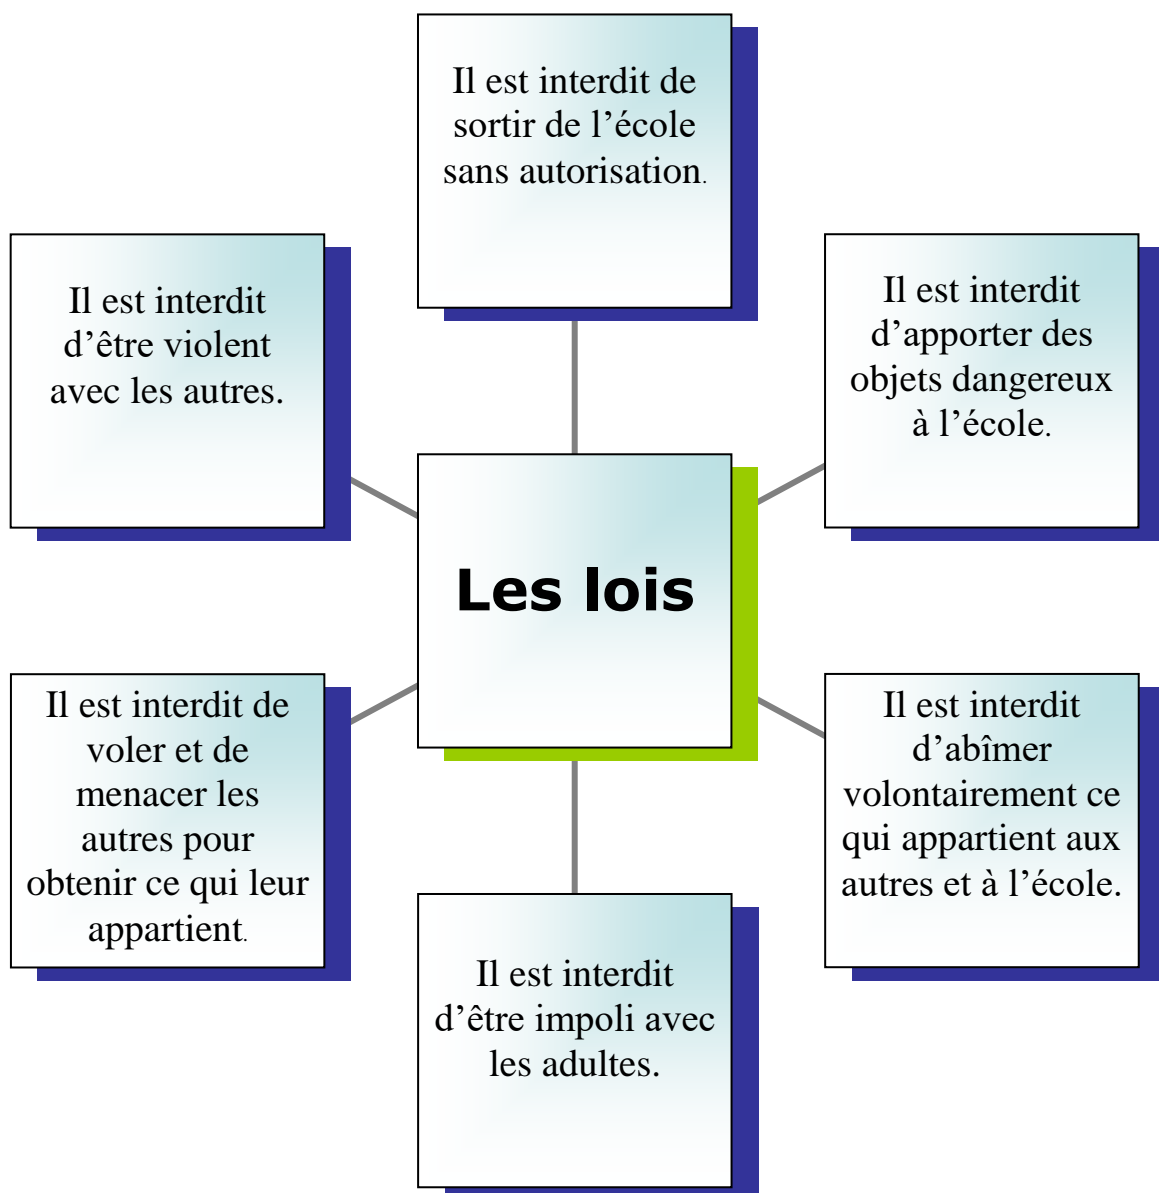 Il est interdit de
sortir de l’école
sans autorisation.
Il est interdit
d’être violent
avec les autres.
Il est interdit
d’apporter des
objets dangereux
à l’école.
Les lois
Il est interdit de
voler et de
menacer les
autres pour
obtenir ce qui leur
appartient.
Il est interdit
d’abîmer
volontairement ce
qui appartient aux
autres et à l’école.
Il est interdit
d’être impoli avec
les adultes.